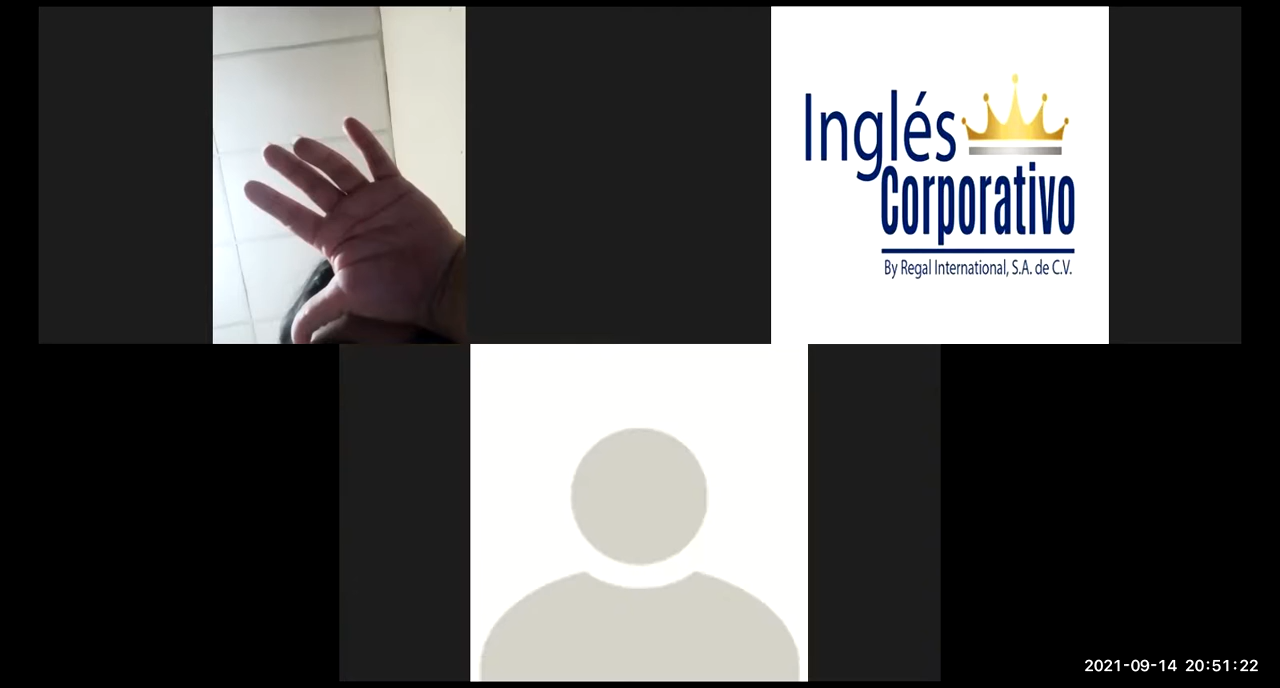 Inglés
Corporativo
By Regal International, S.A. de C.V.
2021-09-14 20:51:22